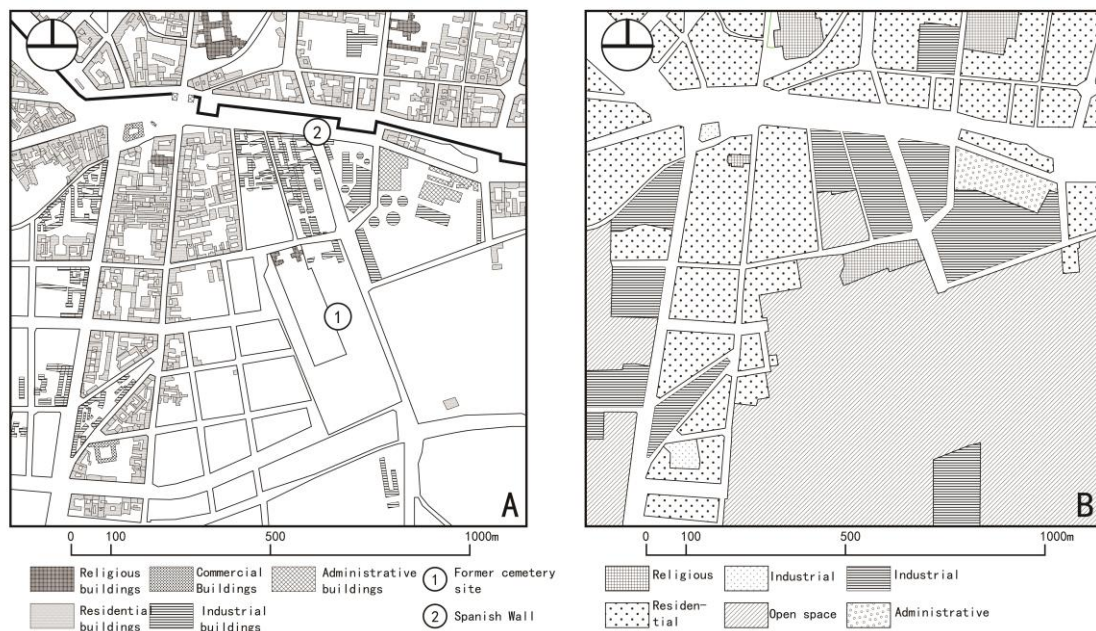 2
1
A
B
0 100 500 1000m
0 100 500 1000m
Religious buildings
Commercial Buildings
Administrative buildings
1 Former cemetery site
Residentia buildings
Industrial buildings
2 Spanish Wall
Religious
Industrial
Industrial
Residen-
tial
Open space
Administrative